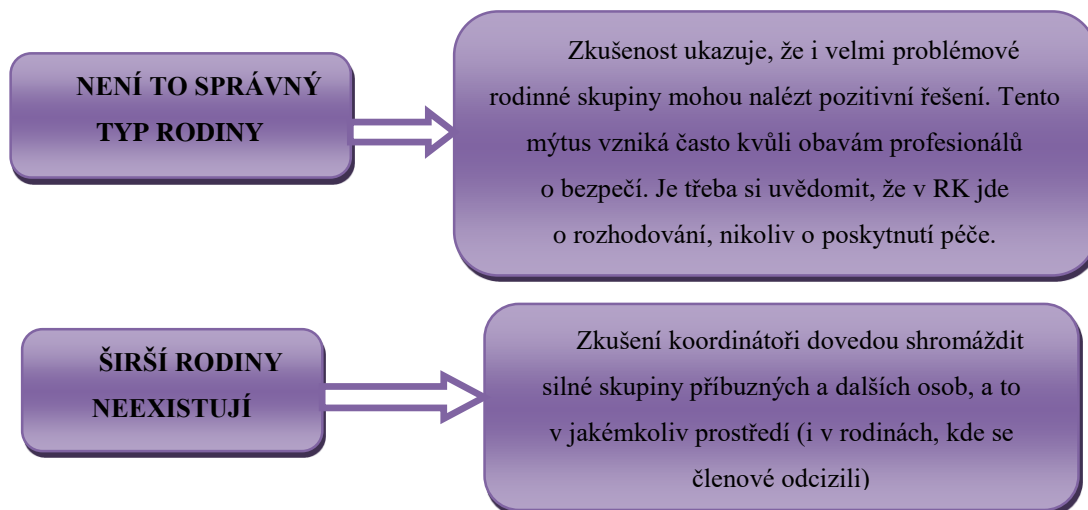 NENÍ TO SPRÁVNÝ
TYP RODINY
Zkušenost ukazuje, že i velmi problémové
rodinné skupiny mohou nalézt pozitivní řešení. Tento
mýtus vzniká často kvůli obavám profesionálů
o bezpečí. Je třeba si uvědomit, že v RK jde
o rozhodování, nikoliv o poskytnutí péče.
ŠIRŠÍ RODINY
NEEXISTUJÍ
Zkušení koordinátoři dovedou shromáždit
silné skupiny příbuzných a dalších osob, a to
v jakémkoliv prostředí (i v rodinách, kde se
členové odcizili)